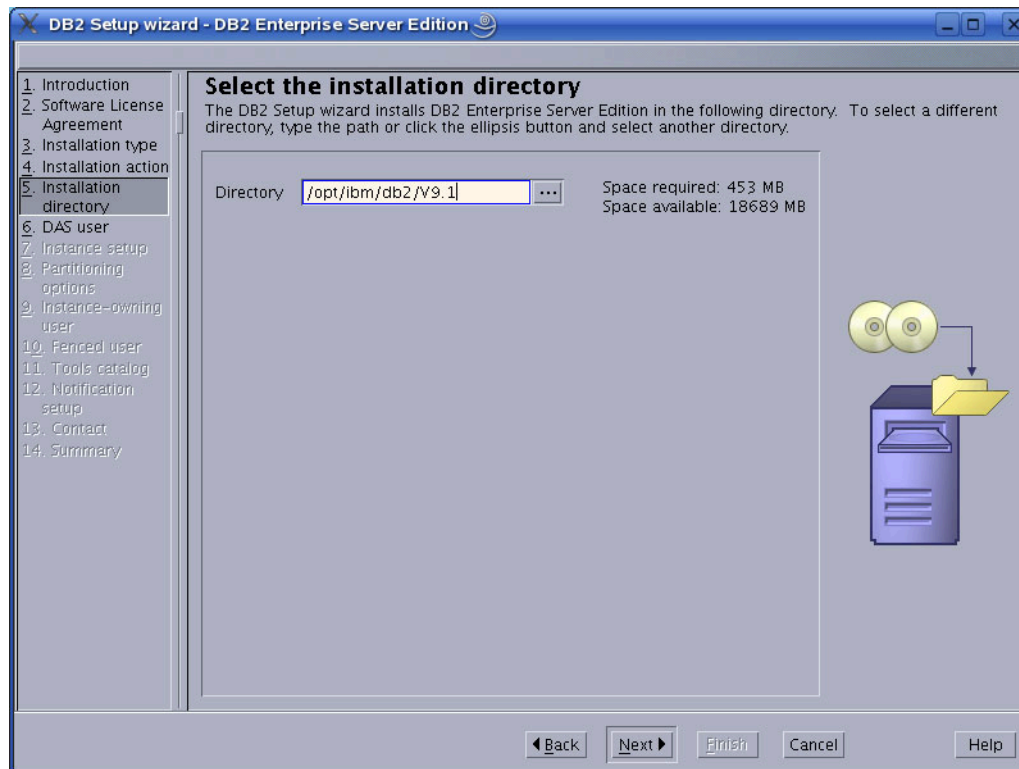 DB2 Setup wizard - DB2 Enterprise Server Edition
1. Introduction
2. Software License
Agreement
3. Installation type
4. Installation action
5. Installation
directory
6. DAS user
7. Instance setup
8. Partitioning
options
9. Instance-owning
user
10. Fenced user
11. Tools catalog
12. Notification
setup
13. Contact
14. Summary
Select the installation directory
The DB2 Setup wizard installs DB2 Enterprise Server Edition in the following directory. To select a different
directory, type the path or click the ellipsis button and select another directory.
Directory /opt/ibm/db2/V9.1 ...
Space required: 453 MB
Space available: 18689 MB
Back Next Finish Cancel Help